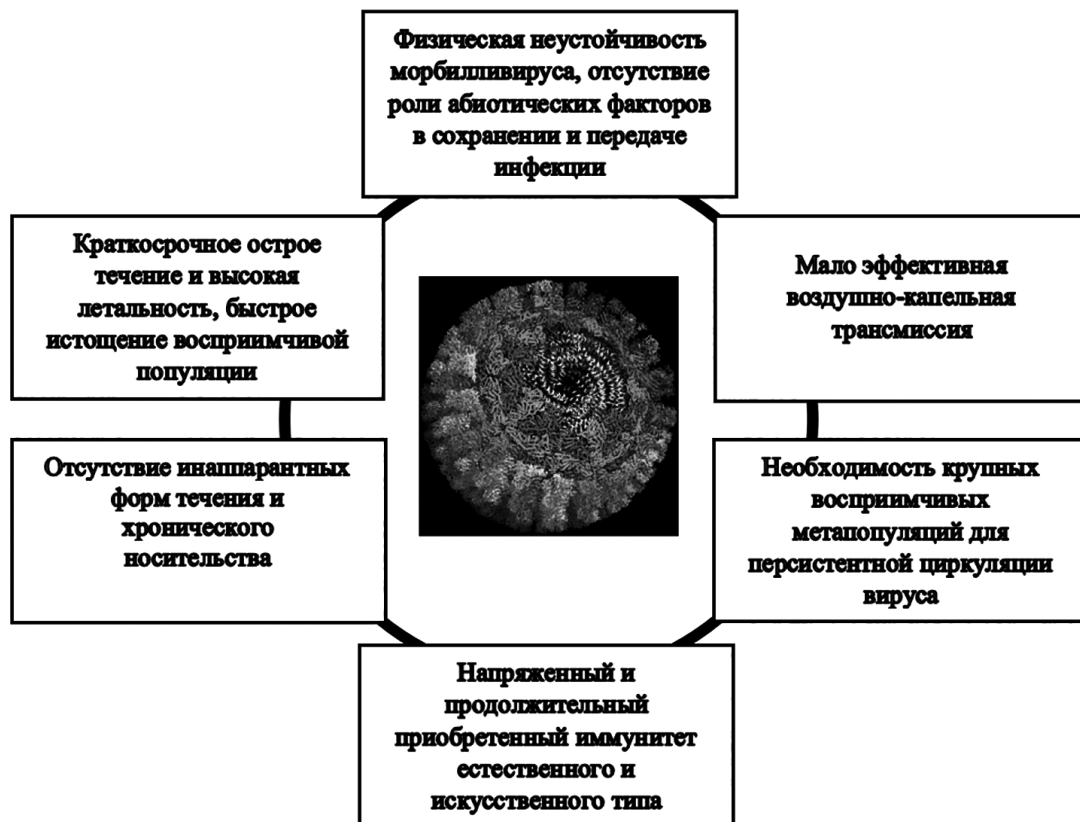 Физическая неустойчивость
морбилливируса, отсутствие
роли абиотических факторов
в сохранении и передаче
инфекции
Краткосрочное острое
течение и высокая
летальность, быстрое
истощение восприимчивой
популяции
Мало эффективная
воздушно-капельная
трансмиссия
Отсутствие инаппарантных
форм течения и
хронического
носительства
Необходимость крупных
восприимчивых
метапопуляций для
персистентной циркуляции
вируса
Напряженный и
продолжительный
приобретенный иммунитет
естественного и
искусственного типа